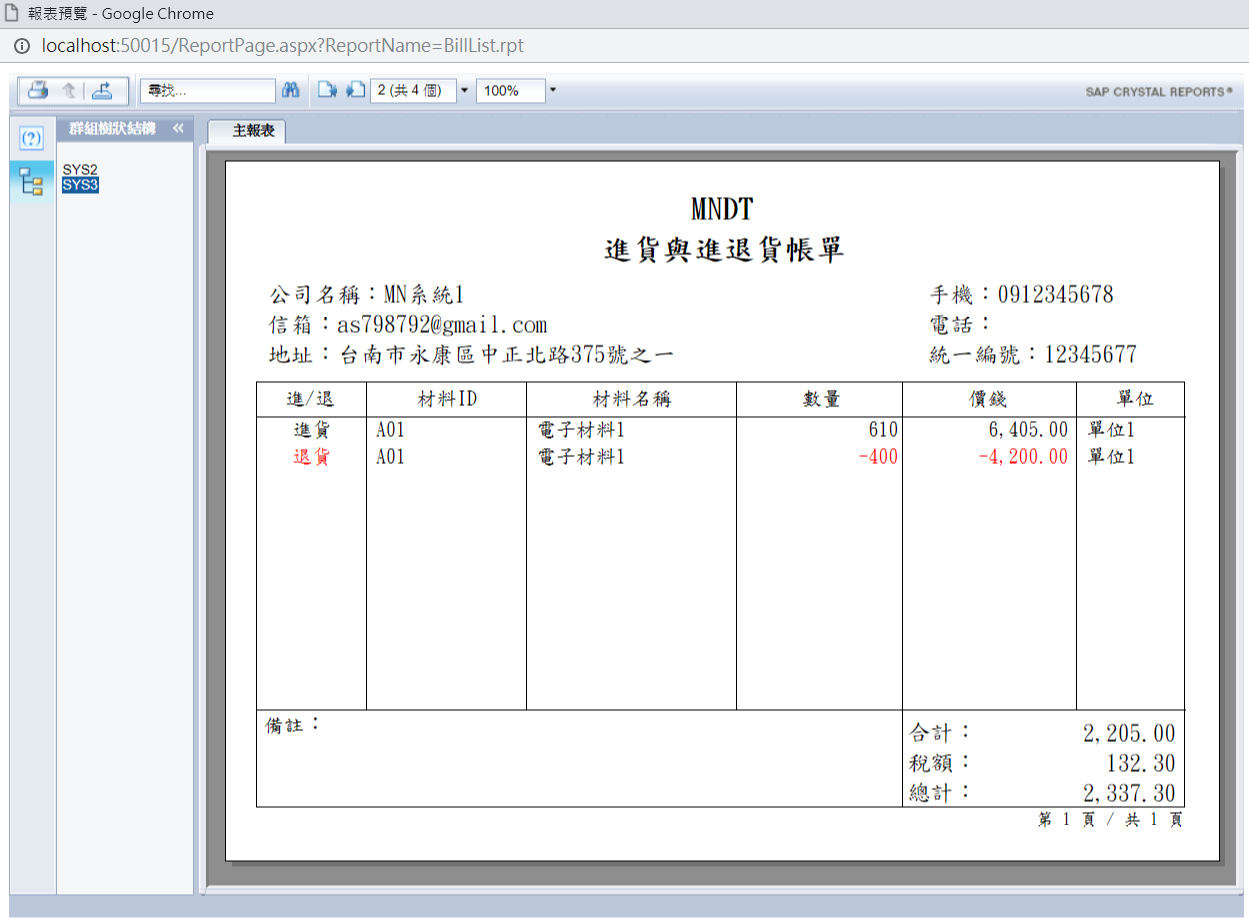 報表預覽 - Google Chrome
localhost:50015/ReportPage.aspx?ReportName=BillList.rpt
尋找... 2 (共 4 個) 100% SAP CRYSTAL REPORTS®
群組樹狀結構 «
主報表
SYS2
SYS3
MNDT
進貨與進退貨帳單
公司名稱：MN系統1 手機：0912345678
信箱：as798792@gmail.com 電話：
地址：台南市永康區中正北路375號之一 統一編號：12345677
進/退 材料ID 材料名稱 數量 價錢 單位
進貨 A01 電子材料1 610 6,405.00 單位1
退貨 A01 電子材料1 -400 -4,200.00 單位1
備註：
合計： 2,205.00
稅額： 132.30
總計： 2,337.30
第 1 頁 / 共 1 頁